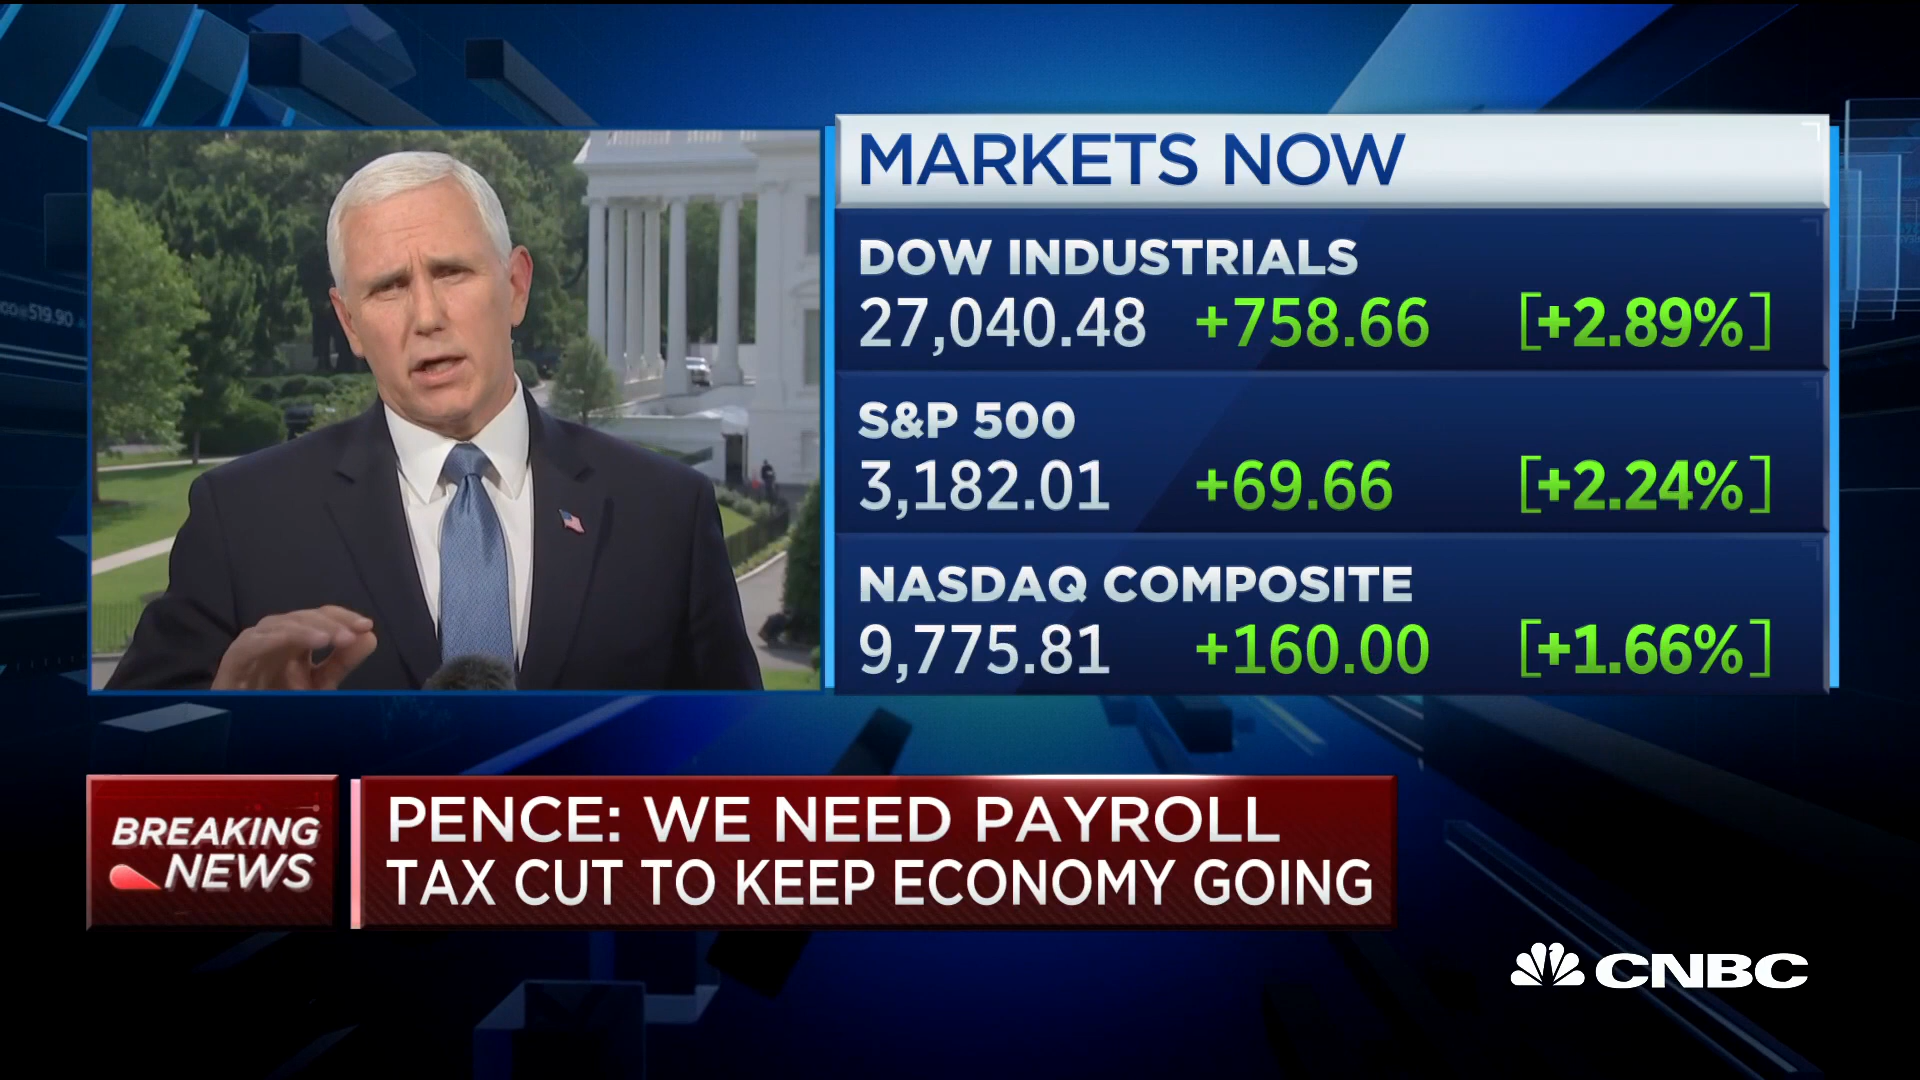 MARKETS NOW
DOW INDUSTRIALS
27,040.48 +758.66 [+2.89%]
S&P 500
3,182.01 +69.66 [+2.24%]
NASDAQ COMPOSITE
9,775.81 +160.00 [+1.66%]
519.90
BREAKING
NEWS
PENCE: WE NEED PAYROLL
TAX CUT TO KEEP ECONOMY GOING
CNBC